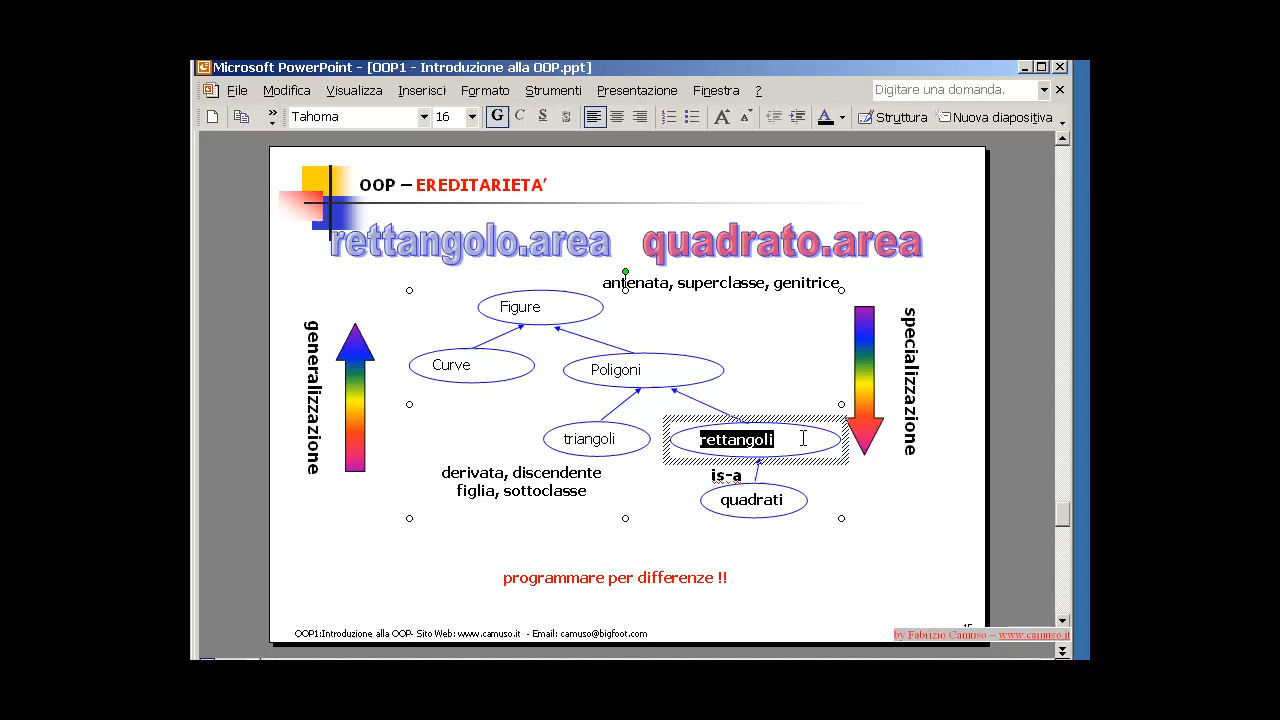 Microsoft PowerPoint - [OOP1 - Introduzione alla OOP.ppt]
File Modifica Visualizza Inserisci Formato Strumenti Presentazione Finestra ?
Digitare una domanda.
Tahoma 16 G C S S A A A Struttura Nuova diapositiva
OOP – EREDITARIETA’
rettangolo.area quadrato.area
antenata, superclasse, genitrice
Figure
generalizzazione
specializzazione
Curve
Poligoni
triangoli
rettangoli
derivata, discendente
figlia, sottoclasse
is-a
quadrati
programmare per differenze !!
OOP1:Introduzione alla OOP- Sito Web: www.camuso.it - Email: camuso@bigfoot.com
by Fabrizio Camuso – www.camuso.it